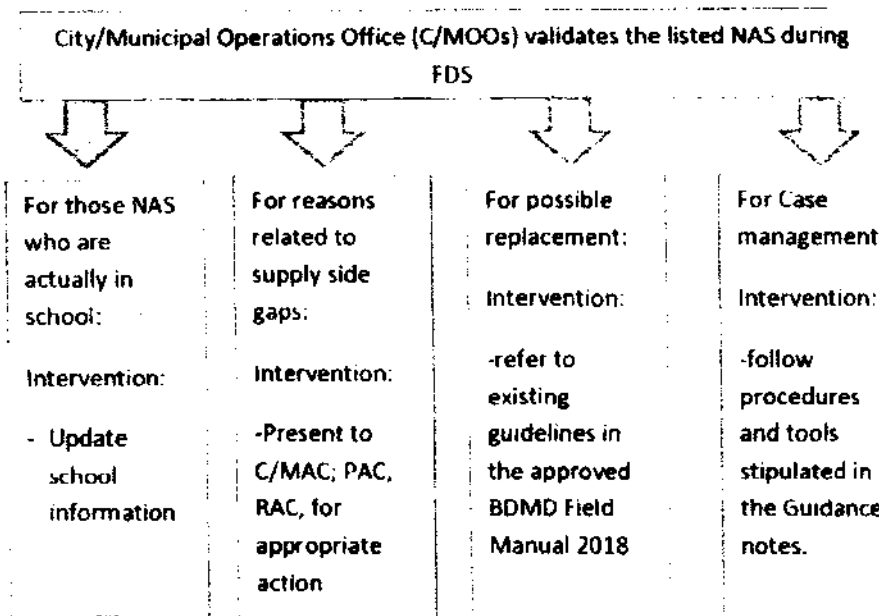 City/Municipal Operations Office (C/MOOs) validates the listed NAS during
FDS
For those NAS
who are
actually in
school:
Intervention:
- Update
school
information
For reasons
related to
supply side
gaps:
Intervention:
-Present to
C/MAC; PAC,
RAC, for
appropriate
action
For possible
replacement:
Intervention:
-refer to
existing
guidelines in
the approved
BDMD Field
Manual 2018
For Case
management
Intervention:
-follow
procedures
and tools
stipulated in
the Guidance
notes.